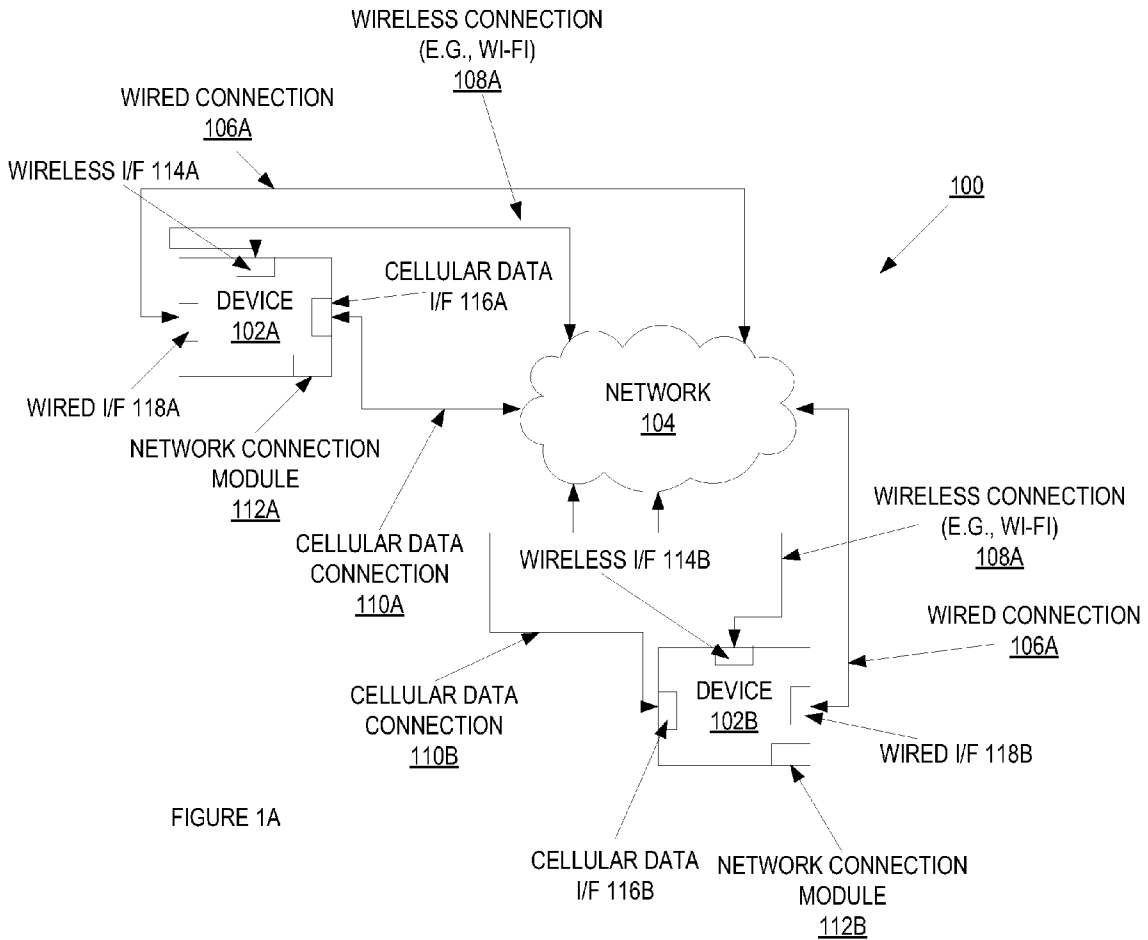 WIRELESS CONNECTION
(E.G., WI-FI)
108A
WIRED CONNECTION
106A
WIRELESS I/F 114A
100
CELLULAR DATA
I/F 116A
DEVICE
102A
WIRED I/F 118A
NETWORK
104
NETWORK CONNECTION
MODULE
112A
CELLULAR DATA
CONNECTION
110A
WIRELESS I/F 114B
WIRELESS CONNECTION
(E.G., WI-FI)
108A
WIRED CONNECTION
106A
CELLULAR DATA
CONNECTION
110B
DEVICE
102B
WIRED I/F 118B
FIGURE 1A
CELLULAR DATA
I/F 116B
NETWORK CONNECTION
MODULE
112B